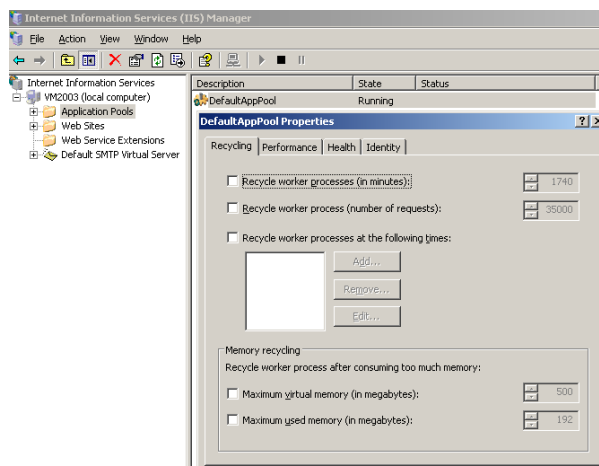 Internet Information Services (IIS) Manager
File Action View Window Help
Internet Information Services
VM2003 (local computer)
Application Pools
Web Sites
Web Service Extensions
Default SMTP Virtual Server
Description State Status
DefaultAppPool Running
DefaultAppPool Properties
Recycling Performance Health Identity
Recycle worker processes (in minutes): 1740
Recycle worker process (number of requests): 35000
Recycle worker processes at the following times:
Add...
Remove...
Edit...
Memory recycling
Recycle worker process after consuming too much memory:
Maximum virtual memory (in megabytes): 500
Maximum used memory (in megabytes): 192